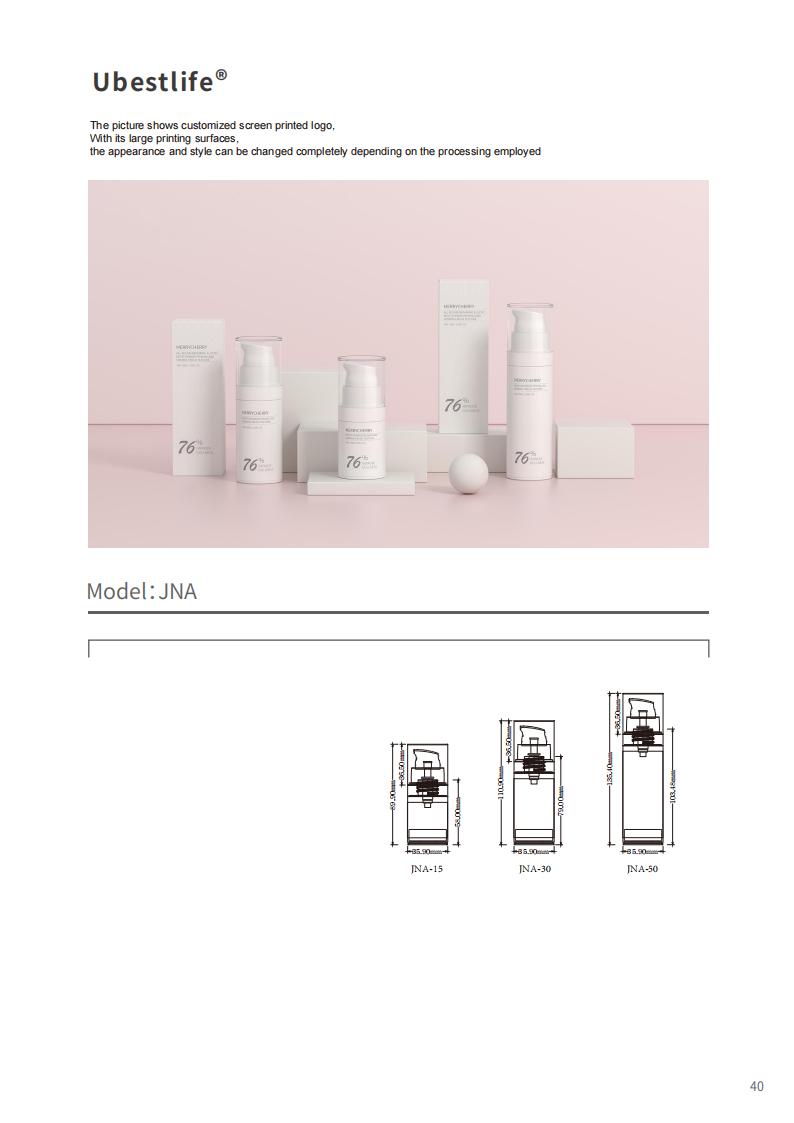 Ubestlife®
The picture shows customized screen printed logo,
With its large printing surfaces,
the appearance and style can be changed completely depending on the processing employed
MERRYCHERRY
76%
MERRYCHERRY
76%
MERRYCHERRY
76%
MERRYCHERRY
76%
MERRYCHERRY
76%
Model:JNA
36.50mm
89.90mm
58.00mm
35.90mm
JNA-15
36.50mm
110.90mm
79.00mm
35.90mm
JNA-30
36.50mm
135.40mm
103.48mm
35.90mm
JNA-50
40